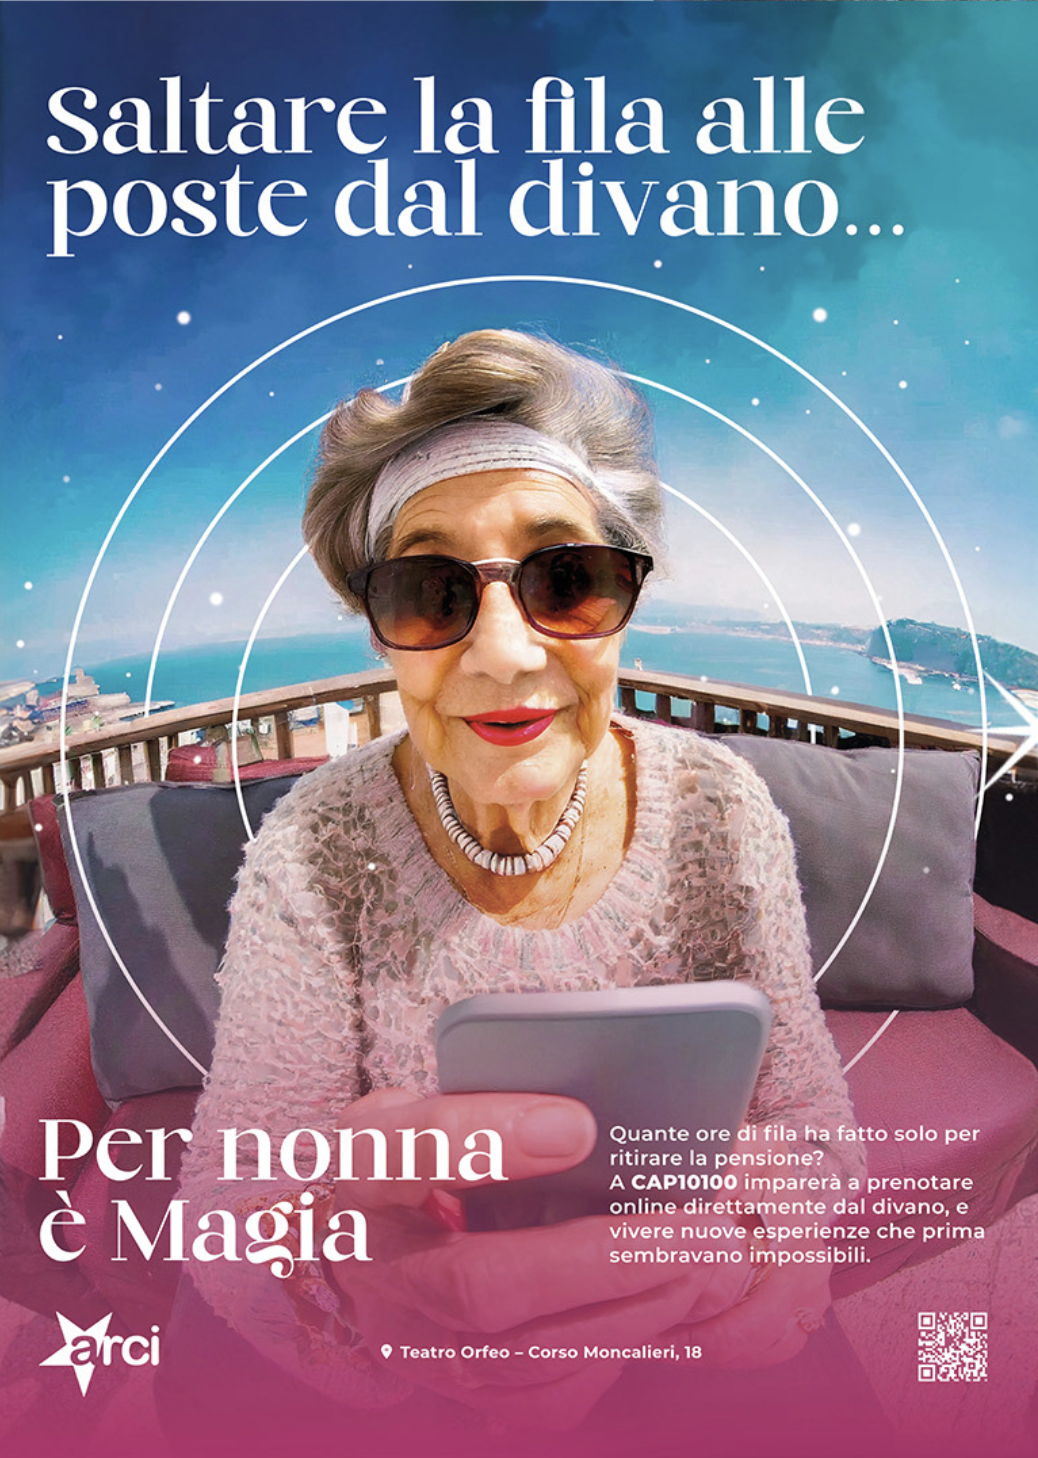 Saltare la fila alle
poste dal divano...
Per nonna
è Magia
Quante ore di fila ha fatto solo per
ritirare la pensione?
A CAP10100 imparerà a prenotare
online direttamente dal divano, e
vivere nuove esperienze che prima
sembravano impossibili.
arci
Teatro Orfeo – Corso Moncalieri, 18